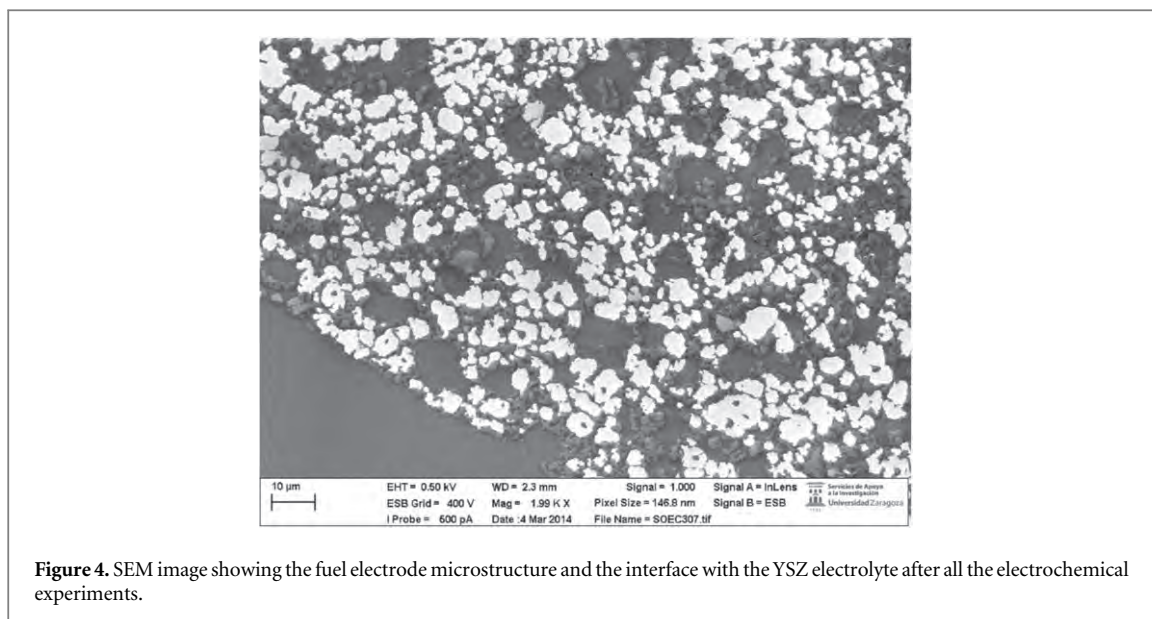 10 µm
EHT = 0.50 kV WD = 2.3 mm Signal = 1.000 Signal A = InLens
ESB Grid = 400 V Mag = 1.99 K X Pixel Size = 146.8 nm Signal B = ESB
I Probe = 600 pA Date :4 Mar 2014 File Name = SOEC307.tif
Servicios de Apoyo
a la Investigación
Universidad Zaragoza
Figure 4. SEM image showing the fuel electrode microstructure and the interface with the YSZ electrolyte after all the electrochemical
experiments.